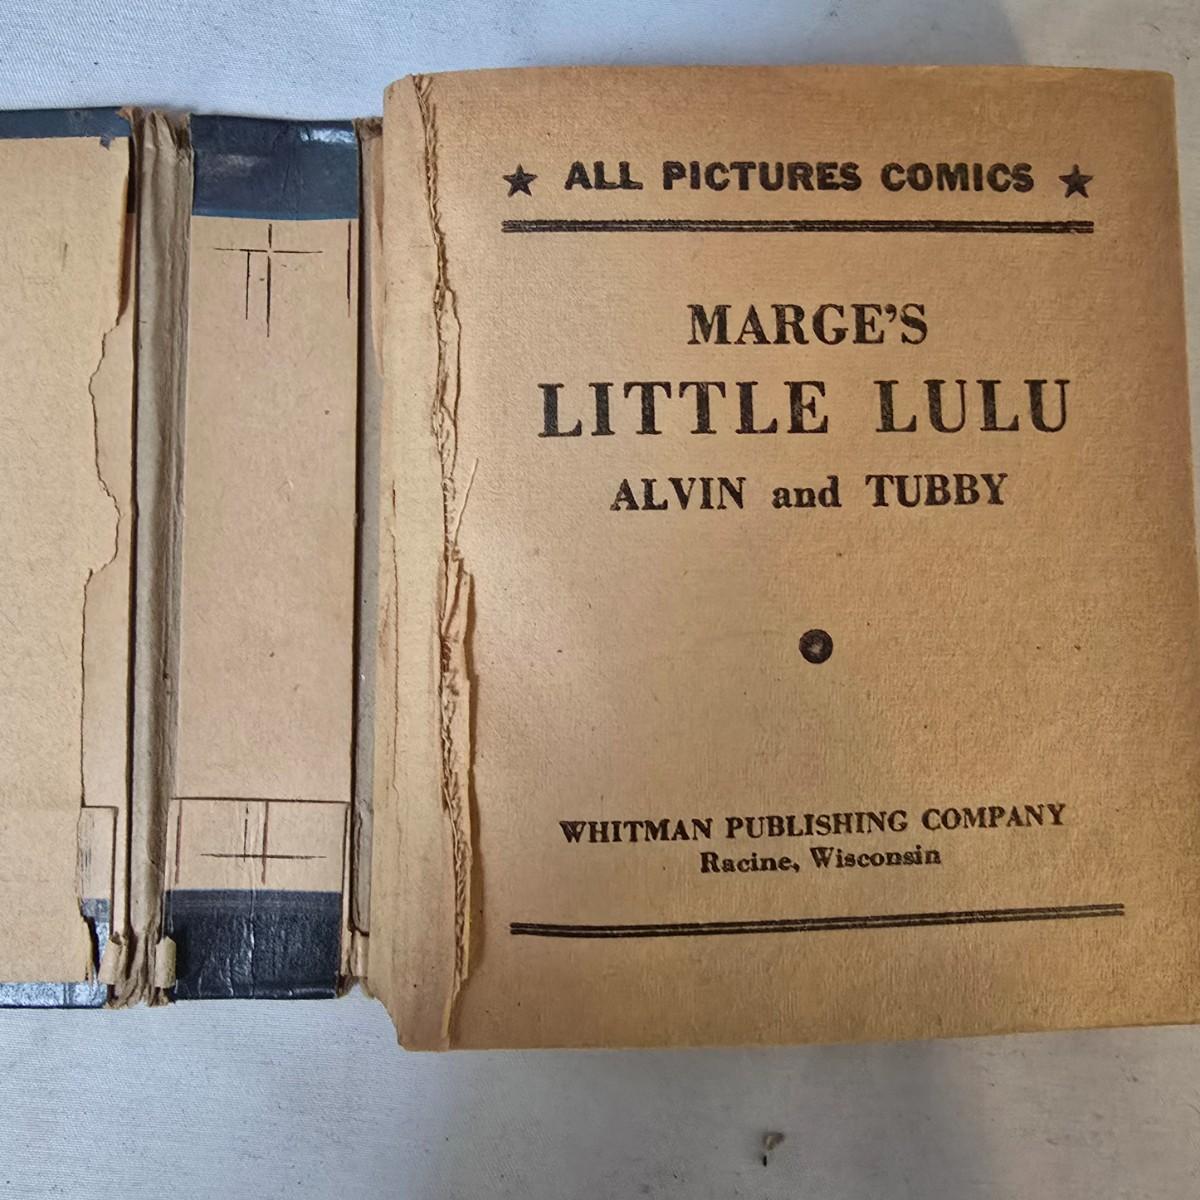 ★ ALL PICTURES COMICS ★
MARGE'S
LITTLE LULU
ALVIN and TUBBY
WHITMAN PUBLISHING COMPANY
Racine, Wisconsin